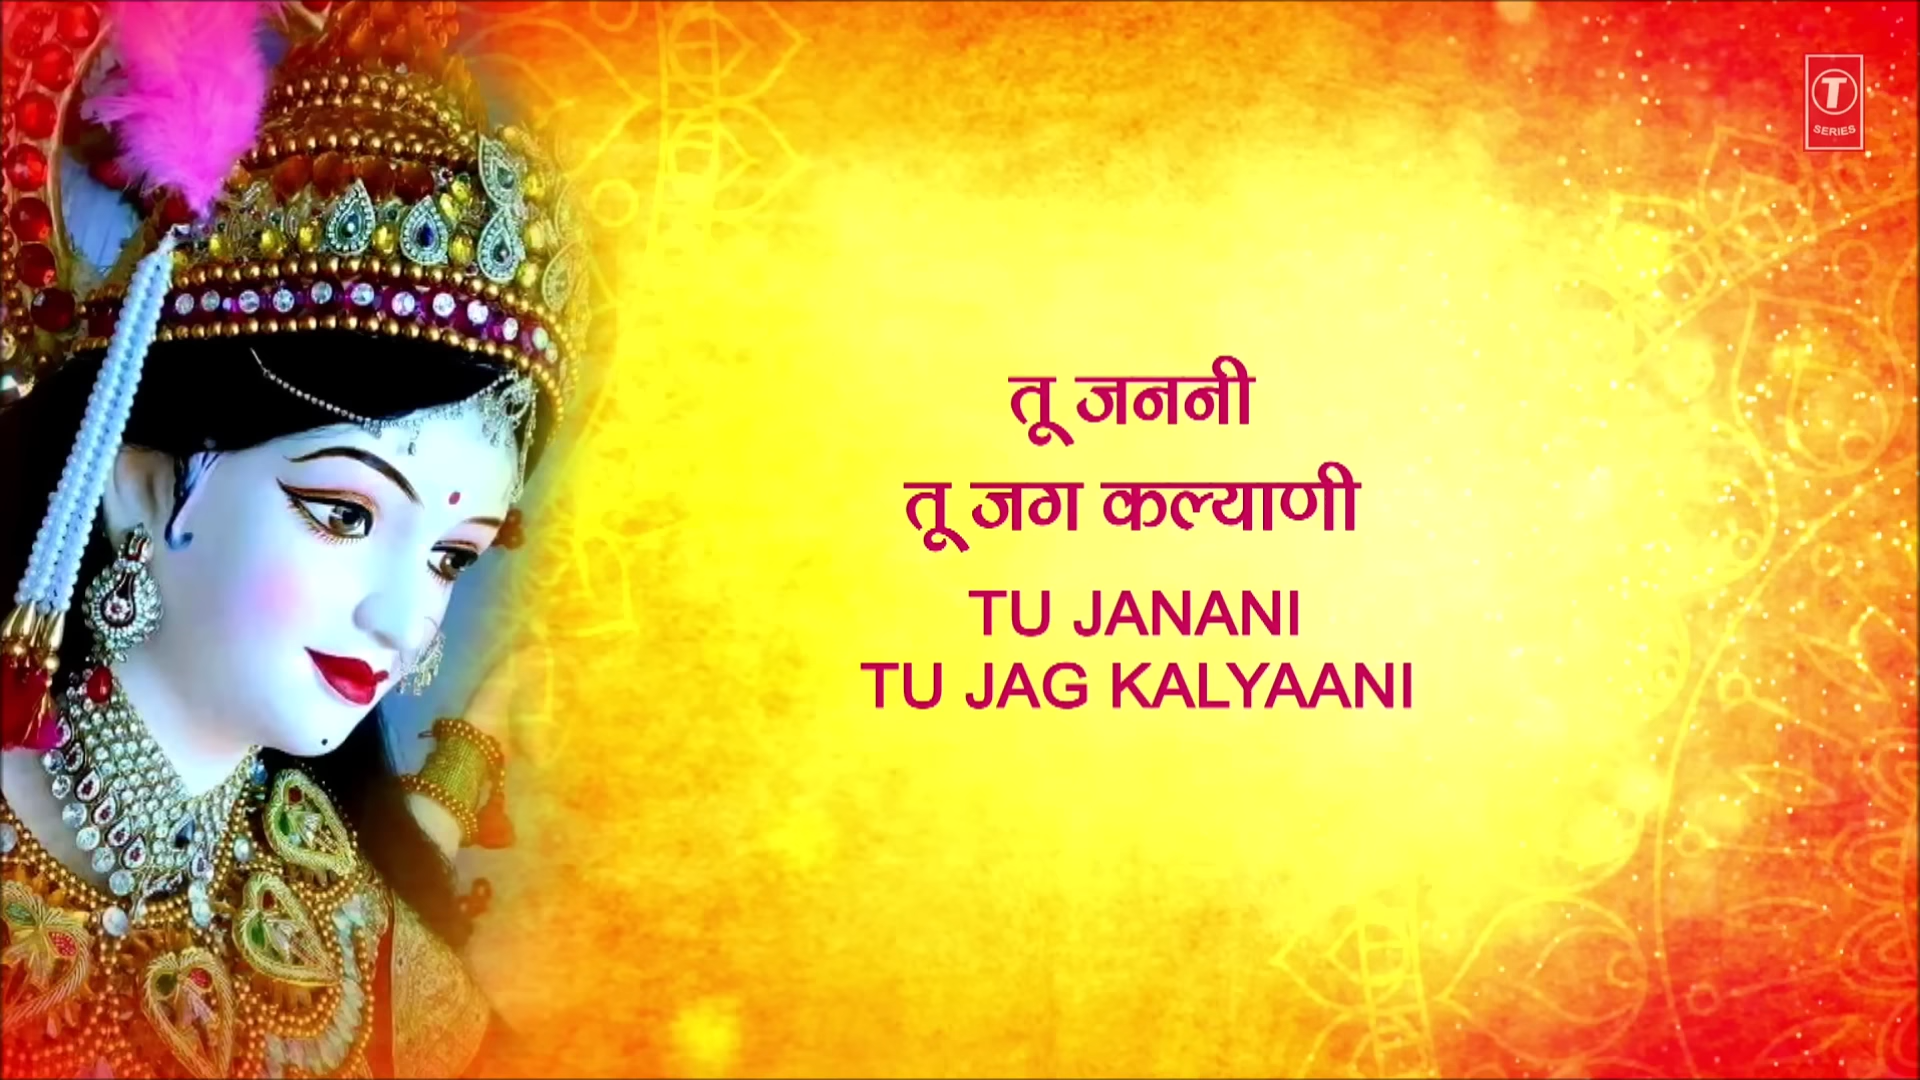 T
SERIES
तू जननी
तू जग कल्याणी
TU JANANI
TU JAG KALYAANI